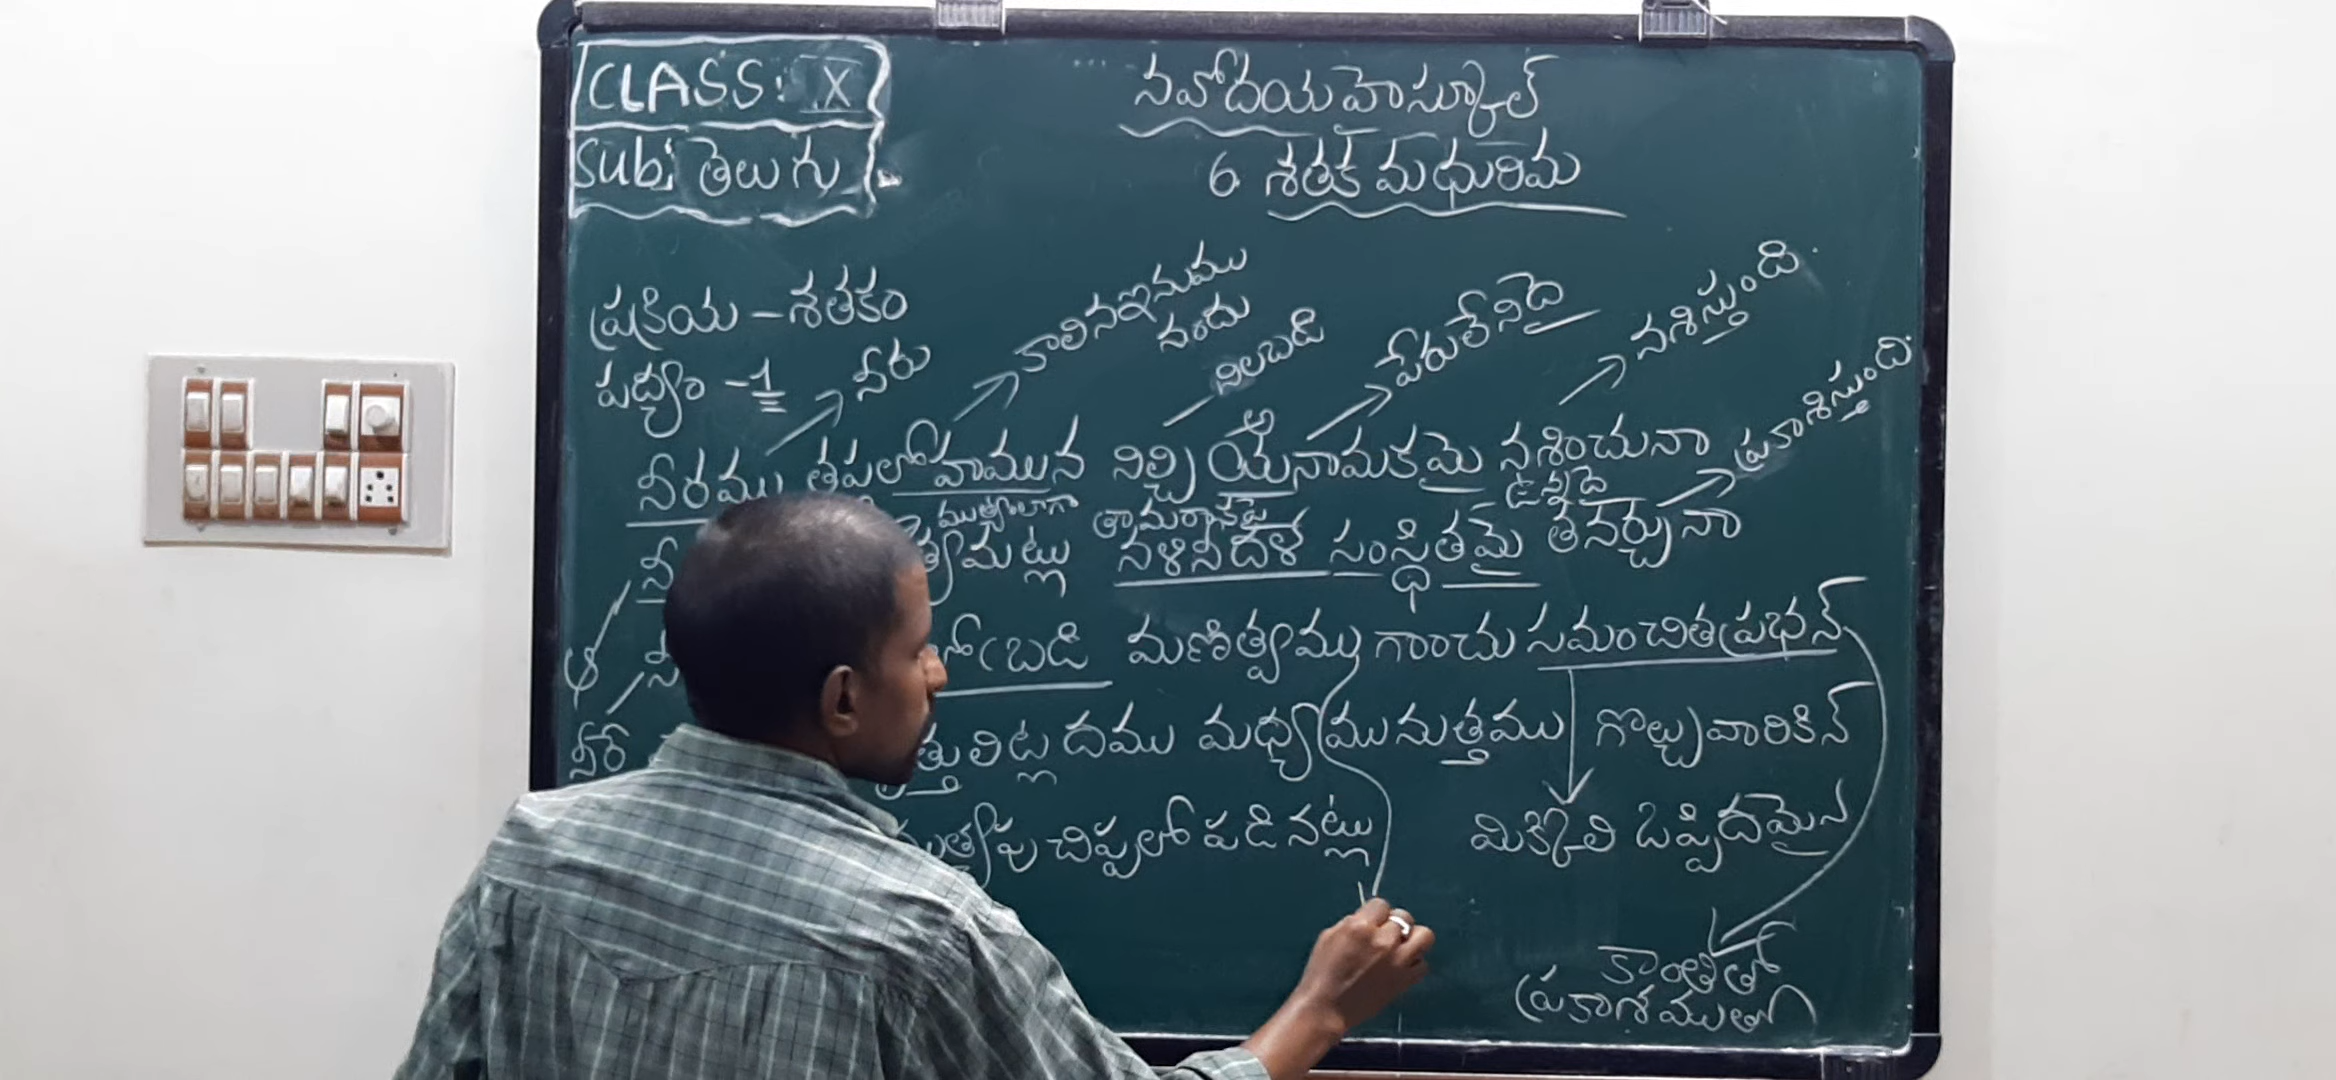 CLASS: X
Sub: తెలుగు
నవోదయ హైస్కూల్
6. శతక మధురిమ
ప్రక్రియ - శతకం
పద్యం - 1
నీరు
కాలిన ఇనుము
నందు
నిలబడి
పేరులేనిదై
నశిస్తుంది.
ప్రకాశిస్తుంది.
నీరము తప్తలోహమున నిల్చి యనామకమై నశించునా
ముత్యంలాగా తామరాకుపై ఉన్నదై
మట్లు నళినీదళ సంస్థితమై తనర్చునా
బడి మణిత్వము గాంచు సమంచితప్రభన్
ఆ
నీరే
త్తులిట్లధము మధ్యమునుత్తము గొల్చువారికిన్
ముత్యపు చిప్పలో పడినట్లు
మిక్కిలి ఒప్పిదమైన
కాంతితో
ప్రకాశముతో